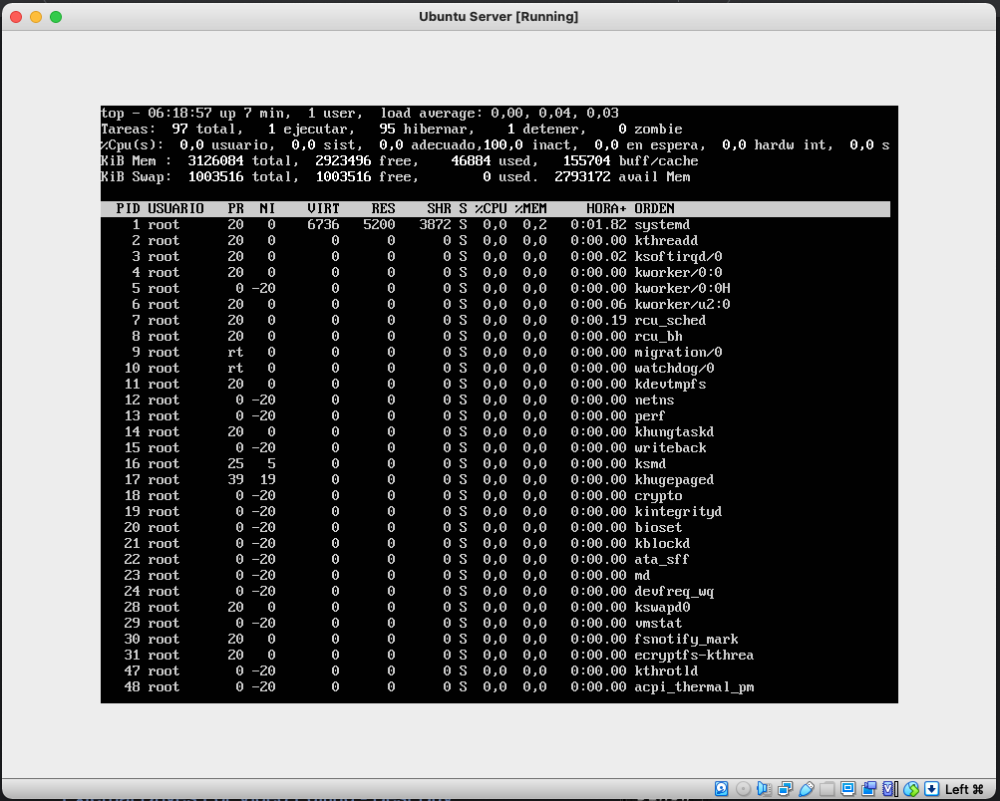 Ubuntu Server [Running]
top - 06:18:57 up 7 min,  1 user,  load average: 0,00, 0,04, 0,03
Tareas:  97 total,   1 ejecutar,   95 hibernar,    1 detener,    0 zombie
%Cpu(s):  0,0 usuario,  0,0 sist,  0,0 adecuado,100,0 inact,  0,0 en espera,  0,0 hardw int,  0,0 s
KiB Mem :  3126084 total,  2923496 free,    46884 used,   155704 buff/cache
KiB Swap:  1003516 total,  1003516 free,        0 used.  2793172 avail Mem
PID USUARIO   PR  NI    VIRT    RES    SHR S %CPU %MEM     HORA+ ORDEN
1 root      20   0    6736   5200   3872 S  0,0  0,2   0:01.82 systemd
2 root      20   0       0      0      0 S  0,0  0,0   0:00.00 kthreadd
3 root      20   0       0      0      0 S  0,0  0,0   0:00.02 ksoftirqd/0
4 root      20   0       0      0      0 S  0,0  0,0   0:00.00 kworker/0:0
5 root       0 -20       0      0      0 S  0,0  0,0   0:00.00 kworker/0:0H
6 root      20   0       0      0      0 S  0,0  0,0   0:00.06 kworker/u2:0
7 root      20   0       0      0      0 S  0,0  0,0   0:00.19 rcu_sched
8 root      20   0       0      0      0 S  0,0  0,0   0:00.00 rcu_bh
9 root      rt   0       0      0      0 S  0,0  0,0   0:00.00 migration/0
10 root      rt   0       0      0      0 S  0,0  0,0   0:00.00 watchdog/0
11 root      20   0       0      0      0 S  0,0  0,0   0:00.00 kdevtmpfs
12 root       0 -20       0      0      0 S  0,0  0,0   0:00.00 netns
13 root       0 -20       0      0      0 S  0,0  0,0   0:00.00 perf
14 root      20   0       0      0      0 S  0,0  0,0   0:00.00 khungtaskd
15 root       0 -20       0      0      0 S  0,0  0,0   0:00.00 writeback
16 root      25   5       0      0      0 S  0,0  0,0   0:00.00 ksmd
17 root      39  19       0      0      0 S  0,0  0,0   0:00.00 khugepaged
18 root       0 -20       0      0      0 S  0,0  0,0   0:00.00 crypto
19 root       0 -20       0      0      0 S  0,0  0,0   0:00.00 kintegrityd
20 root       0 -20       0      0      0 S  0,0  0,0   0:00.00 bioset
21 root       0 -20       0      0      0 S  0,0  0,0   0:00.00 kblockd
22 root       0 -20       0      0      0 S  0,0  0,0   0:00.00 ata_sff
23 root       0 -20       0      0      0 S  0,0  0,0   0:00.00 md
24 root       0 -20       0      0      0 S  0,0  0,0   0:00.00 devfreq_wq
28 root      20   0       0      0      0 S  0,0  0,0   0:00.00 kswapd0
29 root       0 -20       0      0      0 S  0,0  0,0   0:00.00 vmstat
30 root      20   0       0      0      0 S  0,0  0,0   0:00.00 fsnotify_mark
31 root      20   0       0      0      0 S  0,0  0,0   0:00.00 ecryptfs-kthrea
47 root       0 -20       0      0      0 S  0,0  0,0   0:00.00 kthrotld
48 root       0 -20       0      0      0 S  0,0  0,0   0:00.00 acpi_thermal_pm
Left ⌘